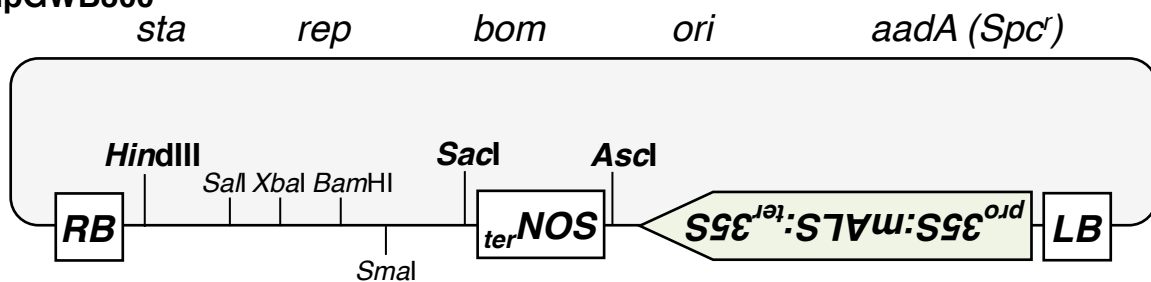 sta rep bom ori aadA (Spcʳ)
HindIII SacI AscI
SalI XbaI BamHI
RB terNOS pro35S:mALS:ter35S LB
SmaI